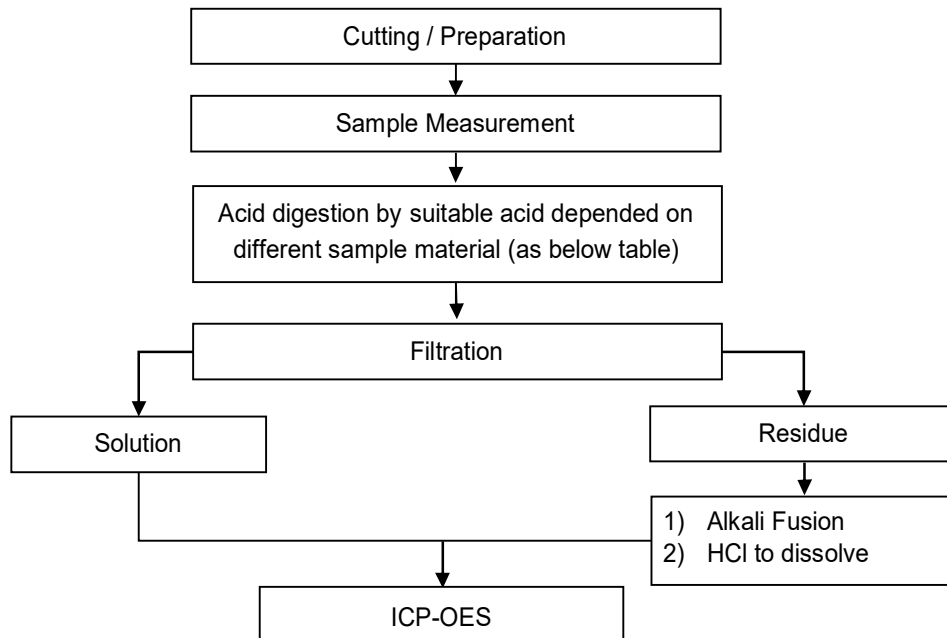 Cutting / Preparation
Sample Measurement
Acid digestion by suitable acid depended on
different sample material (as below table)
Filtration
Solution
Residue
1) Alkali Fusion
2) HCl to dissolve
ICP-OES